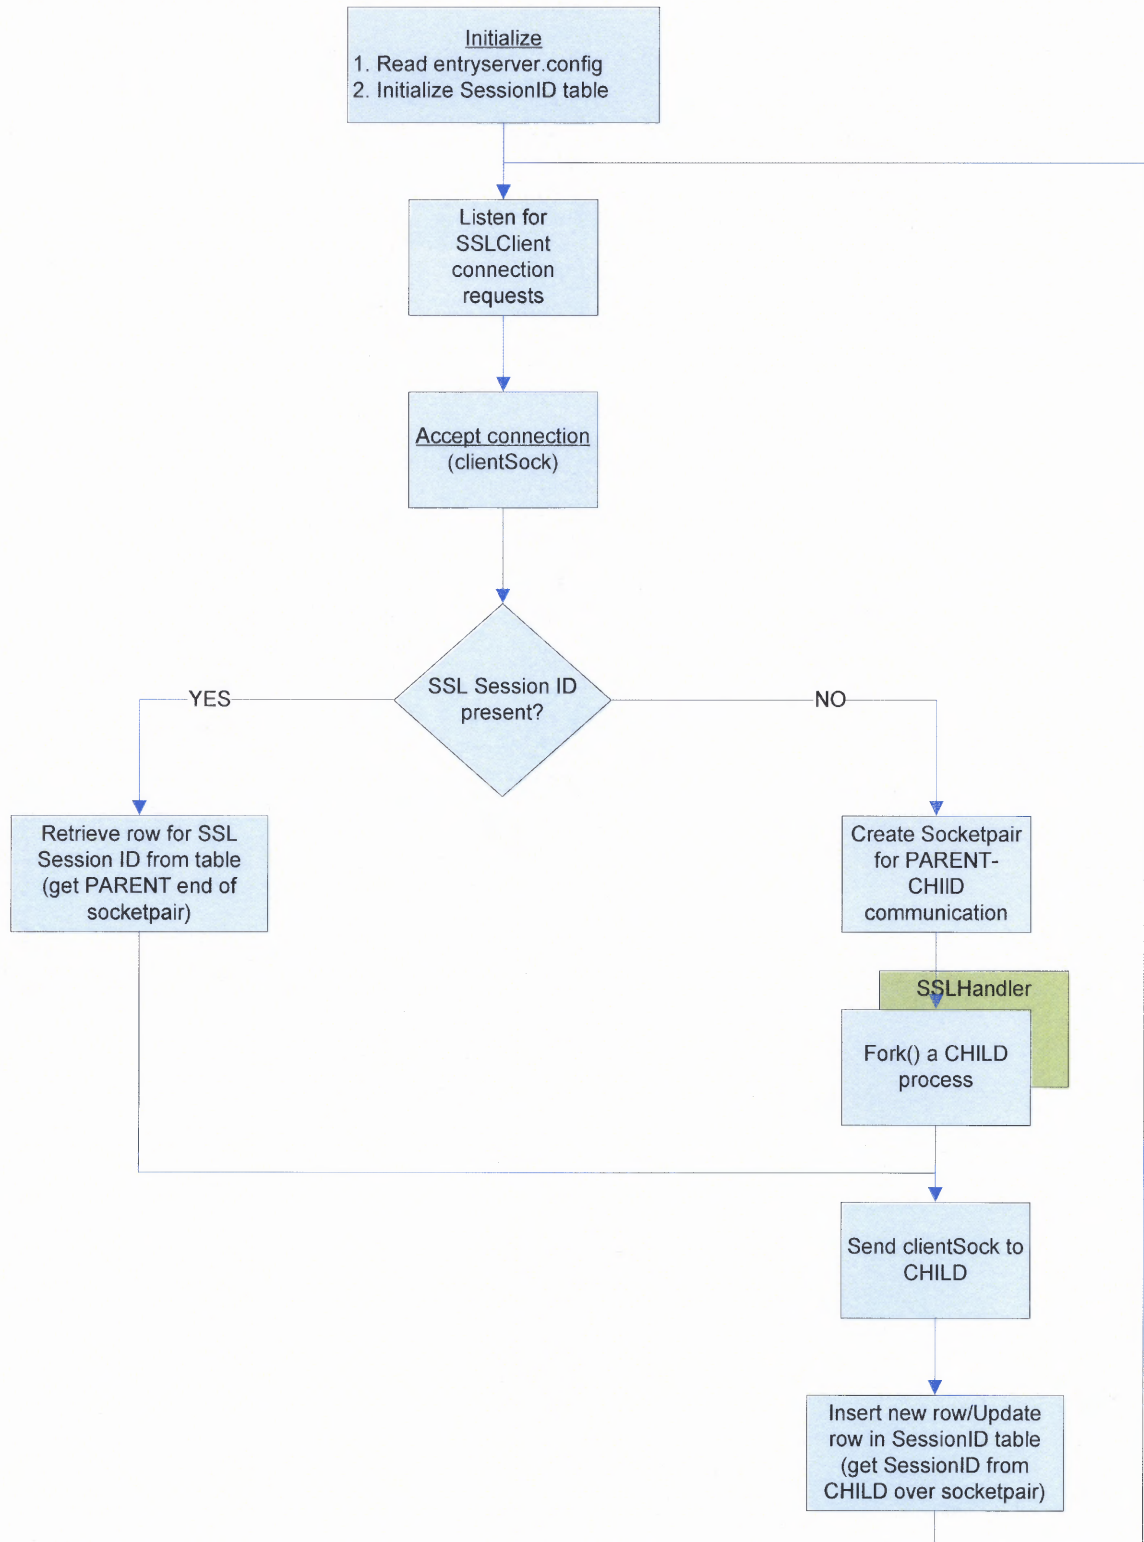 Initialize
1. Read entryserver.config
2. Initialize SessionID table
Listen for
SSLClient
connection
requests
Accept connection
(clientSock)
SSL Session ID
present?
YES
NO
Retrieve row for SSL
Session ID from table
(get PARENT end of
socketpair)
Create Socketpair
for PARENT-
CHIID
communication
SSLHandler
Fork() a CHILD
process
Send clientSock to
CHILD
Insert new row/Update
row in SessionID table
(get SessionID from
CHILD over socketpair)